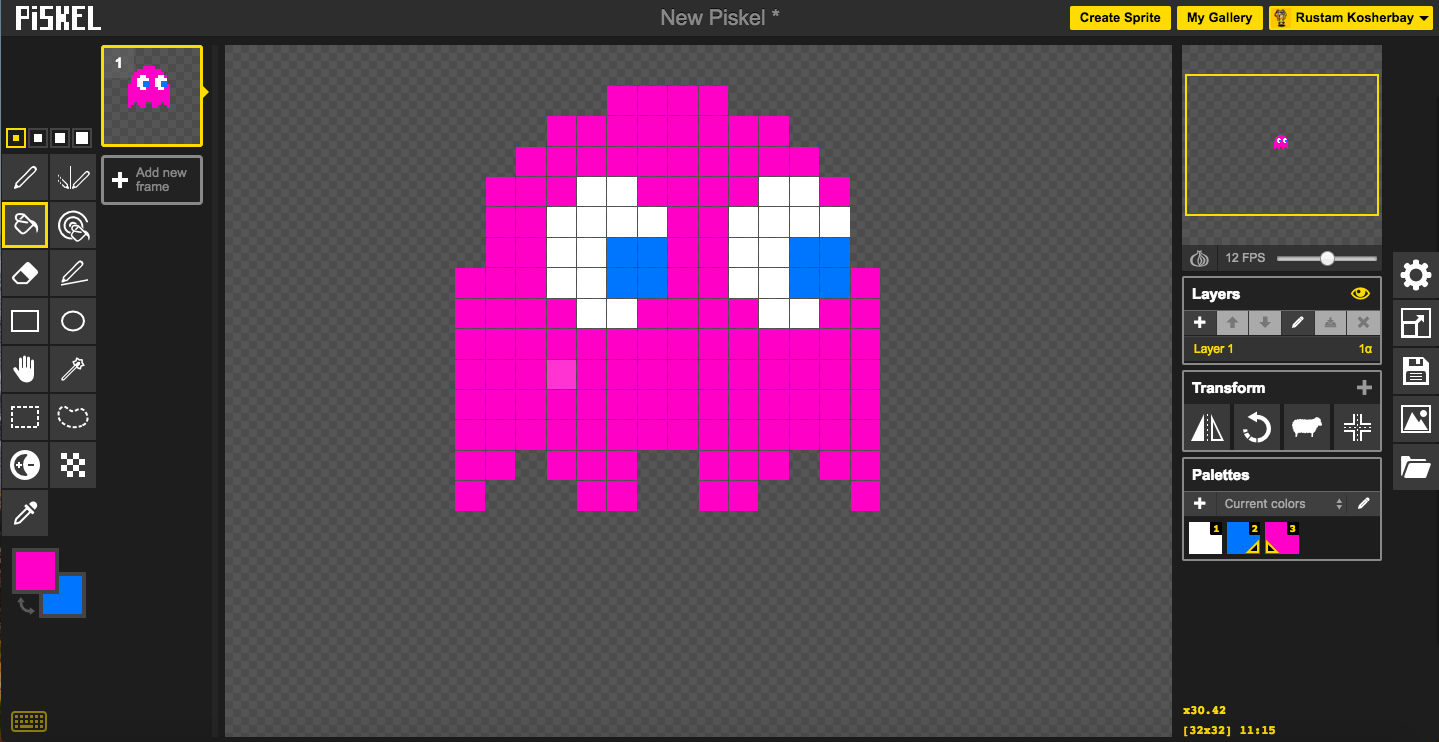 PiSKEL
New Piskel *
Create Sprite
My Gallery
Rustam Kosherbay
1
Add new
frame
12 FPS
Layers
Layer 1
1α
Transform
Palettes
Current colors
1
2
3
x30.42
[32x32] 11:15